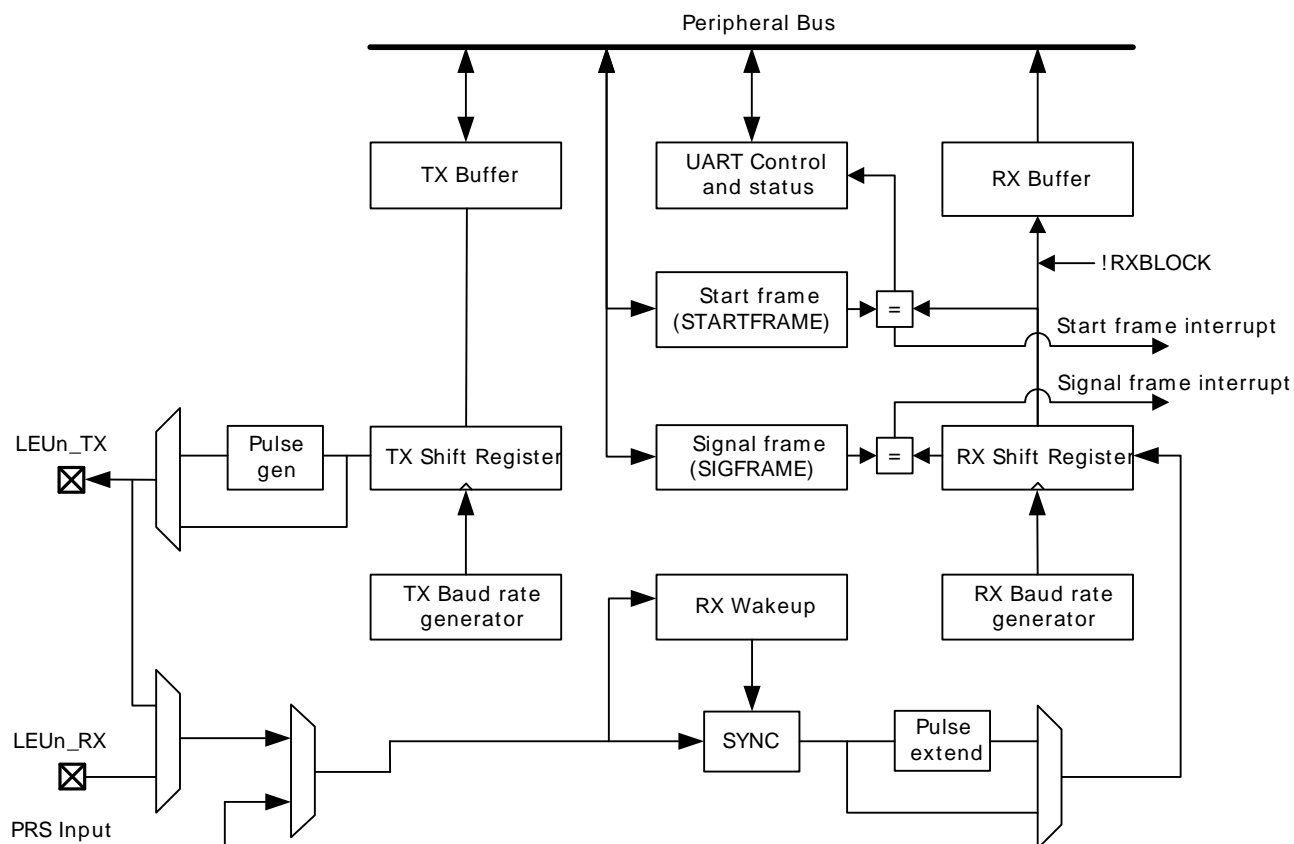 Peripheral Bus
TX Buffer
UART Control
and status
RX Buffer
!RXBLOCK
Start frame
(STARTFRAME)
=
Start frame interrupt
Signal frame interrupt
LEUn_TX
Pulse
gen
TX Shift Register
Signal frame
(SIGFRAME)
=
RX Shift Register
TX Baud rate
generator
RX Wakeup
RX Baud rate
generator
LEUn_RX
SYNC
Pulse
extend
PRS Input